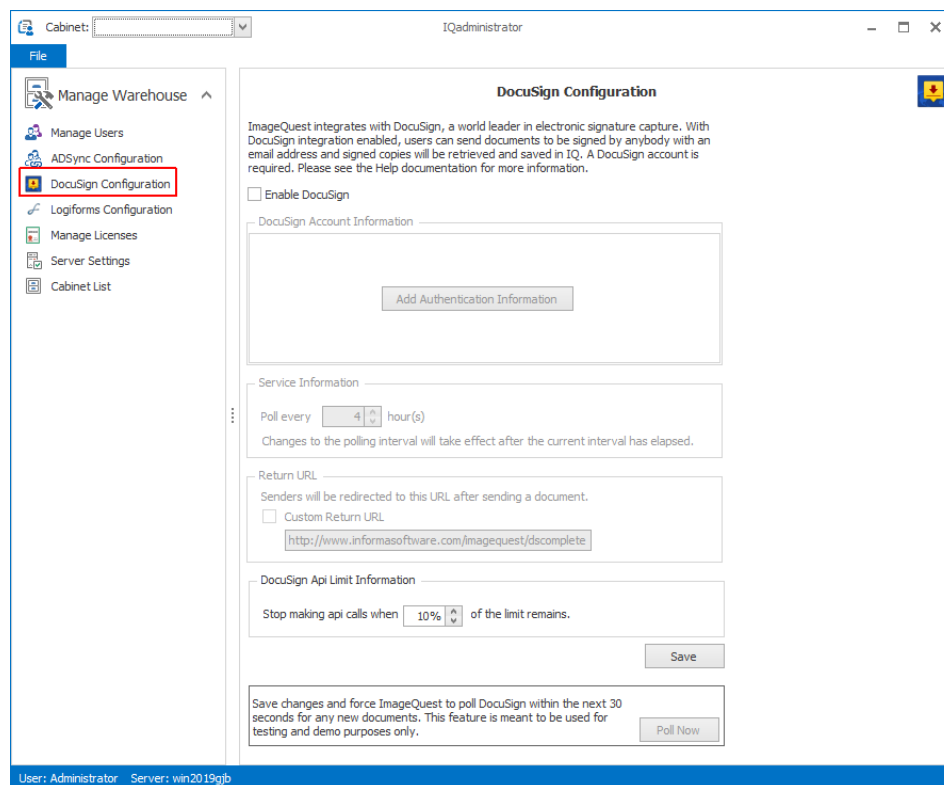 Cabinet:
IQadministrator
File
Manage Warehouse
Manage Users
ADSync Configuration
DocuSign Configuration
Logiforms Configuration
Manage Licenses
Server Settings
Cabinet List
DocuSign Configuration
ImageQuest integrates with DocuSign, a world leader in electronic signature capture. With
DocuSign integration enabled, users can send documents to be signed by anybody with an
email address and signed copies will be retrieved and saved in IQ. A DocuSign account is
required. Please see the Help documentation for more information.
Enable DocuSign
DocuSign Account Information
Add Authentication Information
Service Information
Poll every 4 hour(s)
Changes to the polling interval will take effect after the current interval has elapsed.
Return URL
Senders will be redirected to this URL after sending a document.
Custom Return URL
http://www.informasoftware.com/imagequest/dscomplete
DocuSign Api Limit Information
Stop making api calls when 10% of the limit remains.
Save
Save changes and force ImageQuest to poll DocuSign within the next 30
seconds for any new documents. This feature is meant to be used for
testing and demo purposes only.
Poll Now
User: Administrator Server: win2019gjb